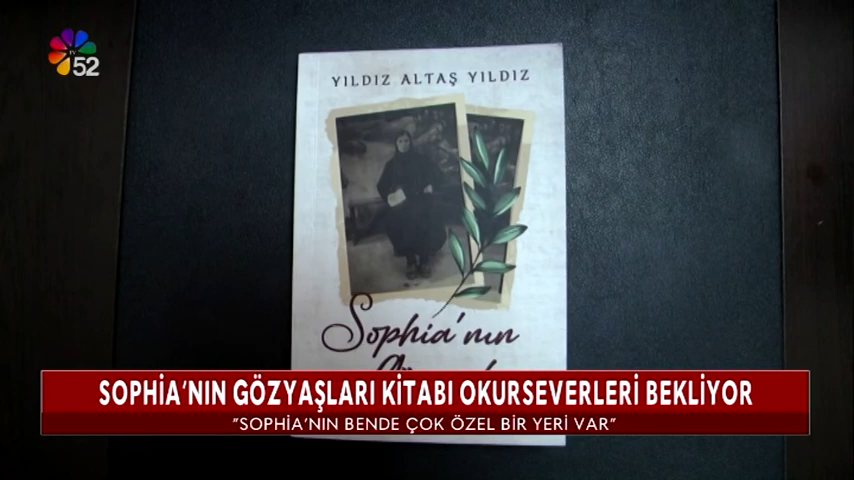 TV
52
YILDIZ ALTAŞ YILDIZ
Sophia'nın
SOPHİA'NIN GÖZYAŞLARI KİTABI OKURSEVERLERİ BEKLİYOR
"SOPHİA'NIN BENDE ÇOK ÖZEL BİR YERİ VAR"